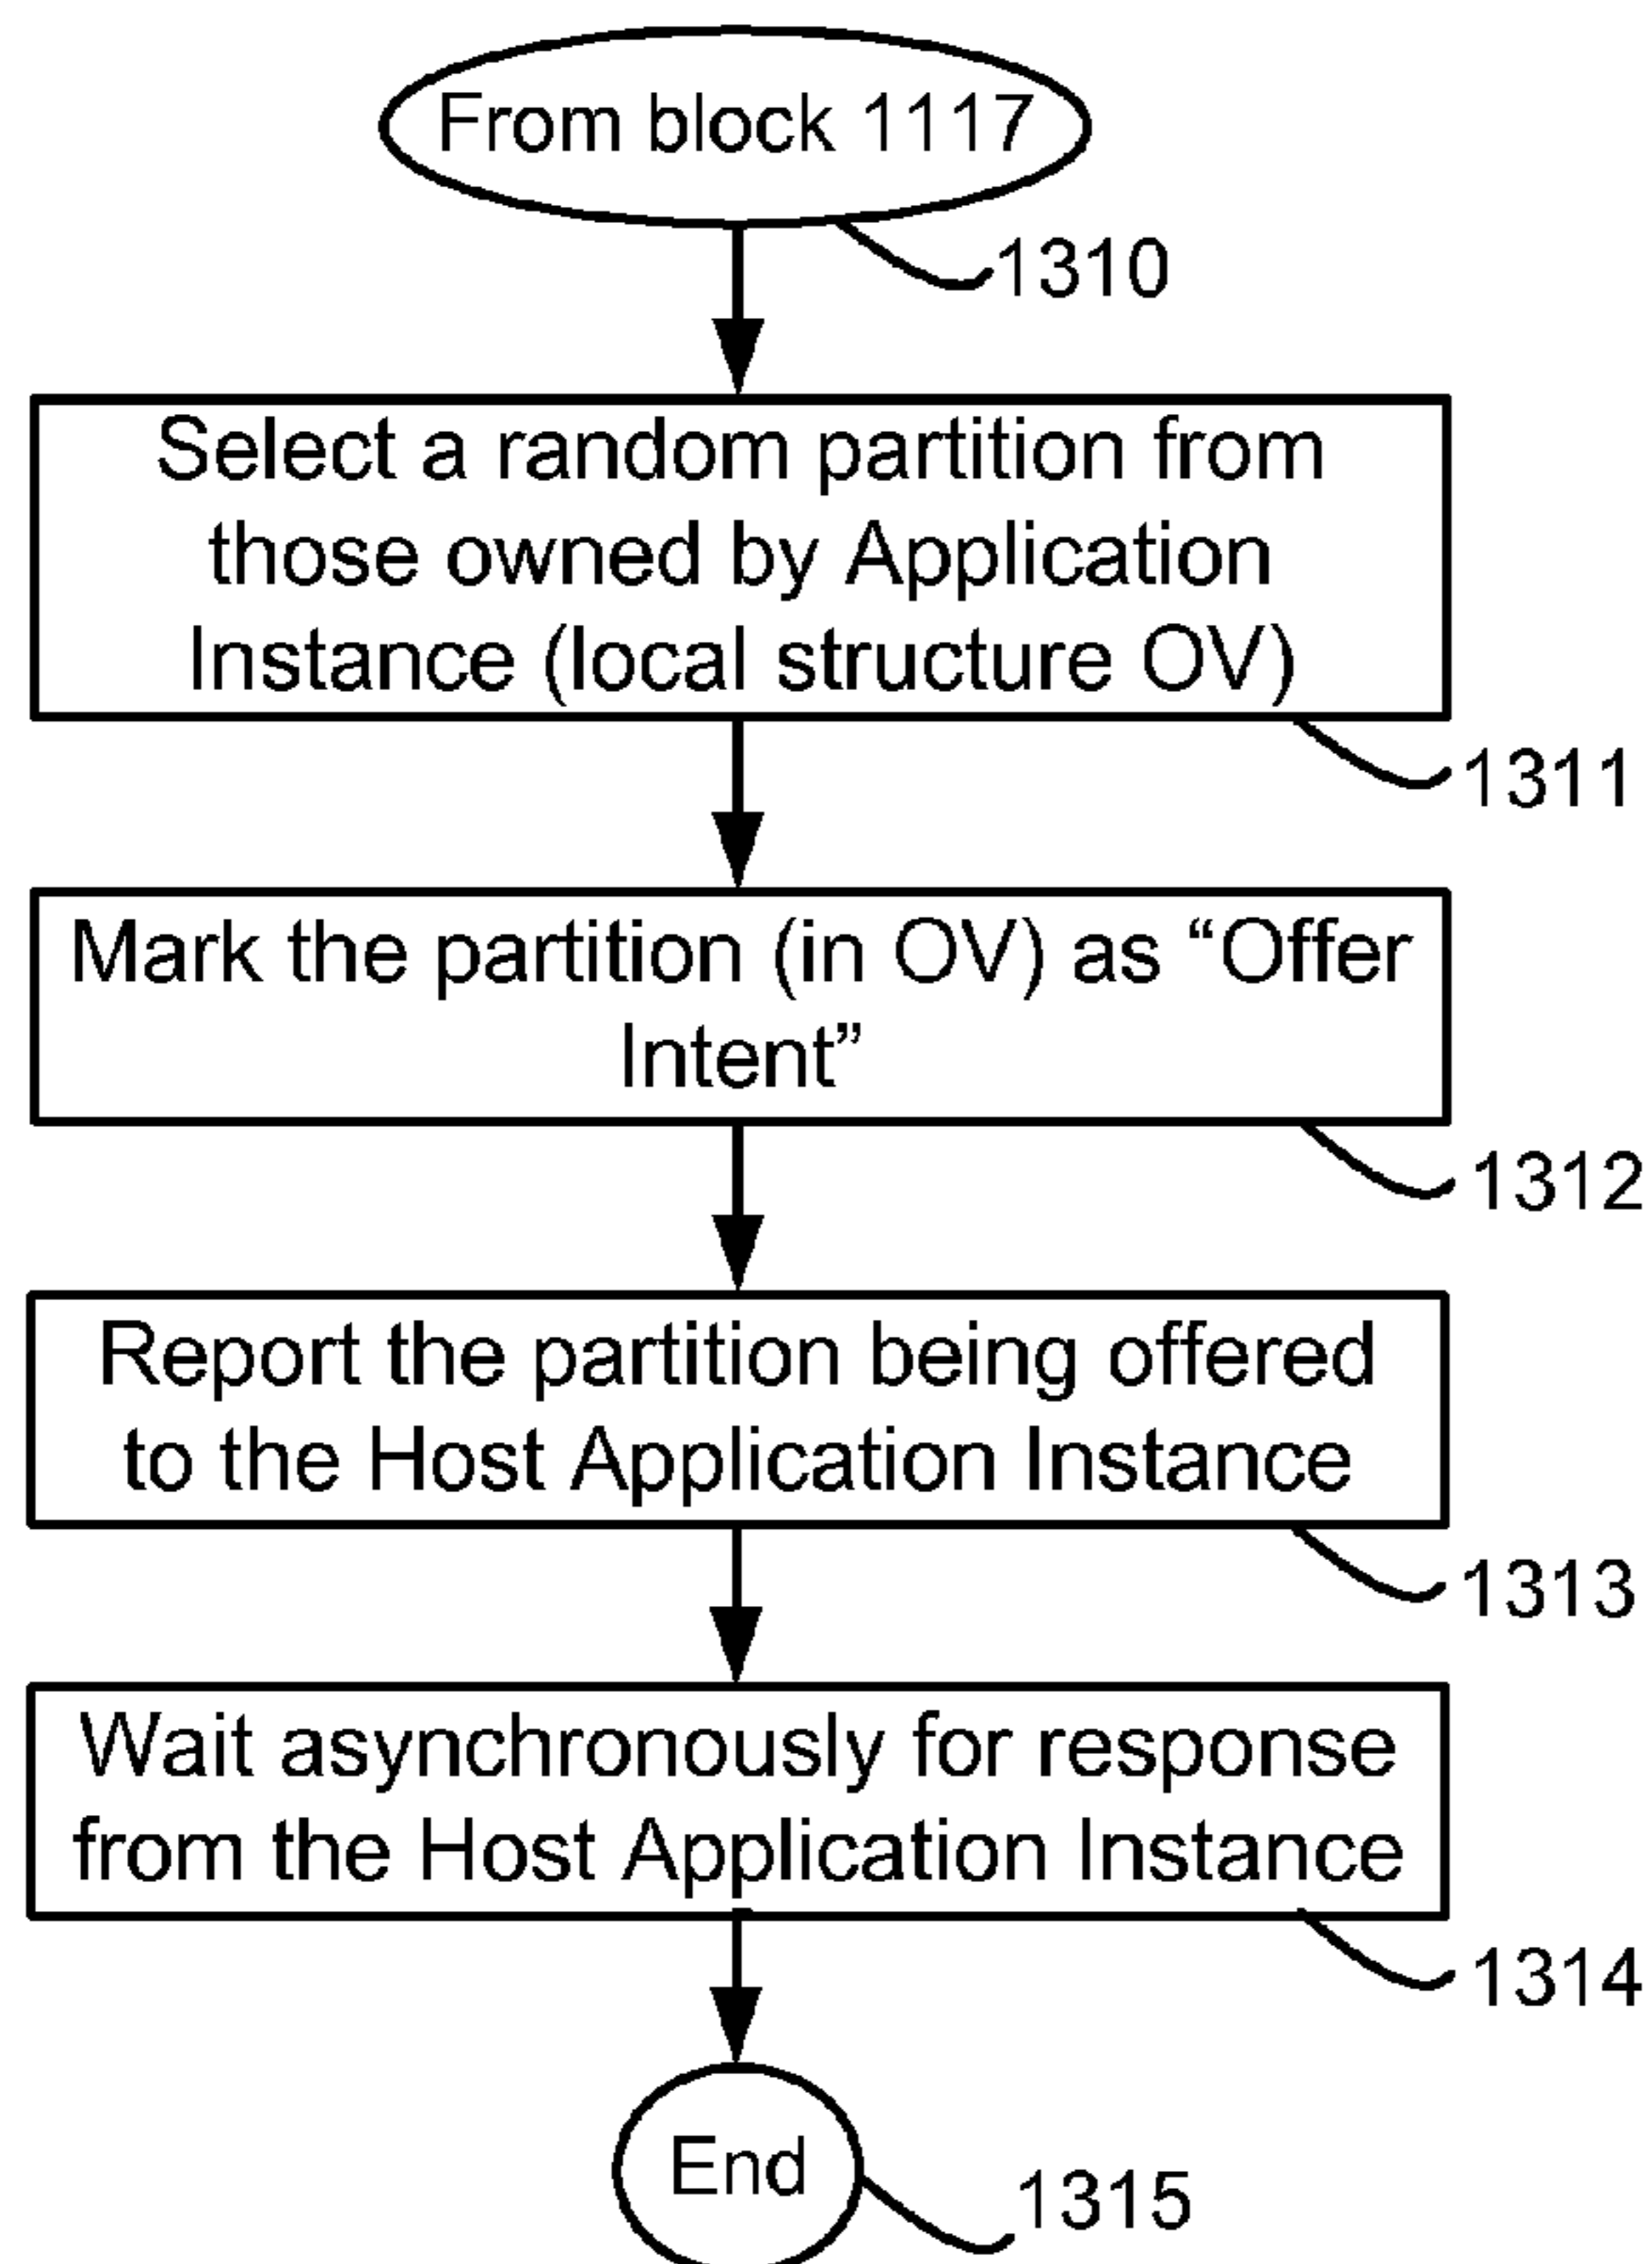 From block 1117
1310
Select a random partition from
those owned by Application
Instance (local structure OV)
1311
Mark the partition (in OV) as “Offer
Intent”
1312
Report the partition being offered
to the Host Application Instance
1313
Wait asynchronously for response
from the Host Application Instance
1314
End
1315